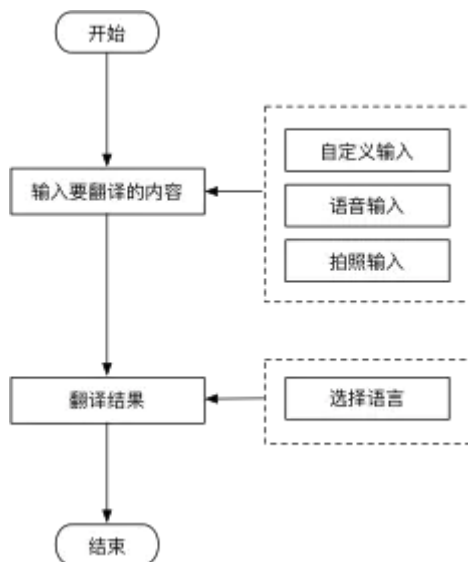 开始
输入要翻译的内容
自定义输入
语音输入
拍照输入
翻译结果
选择语言
结束